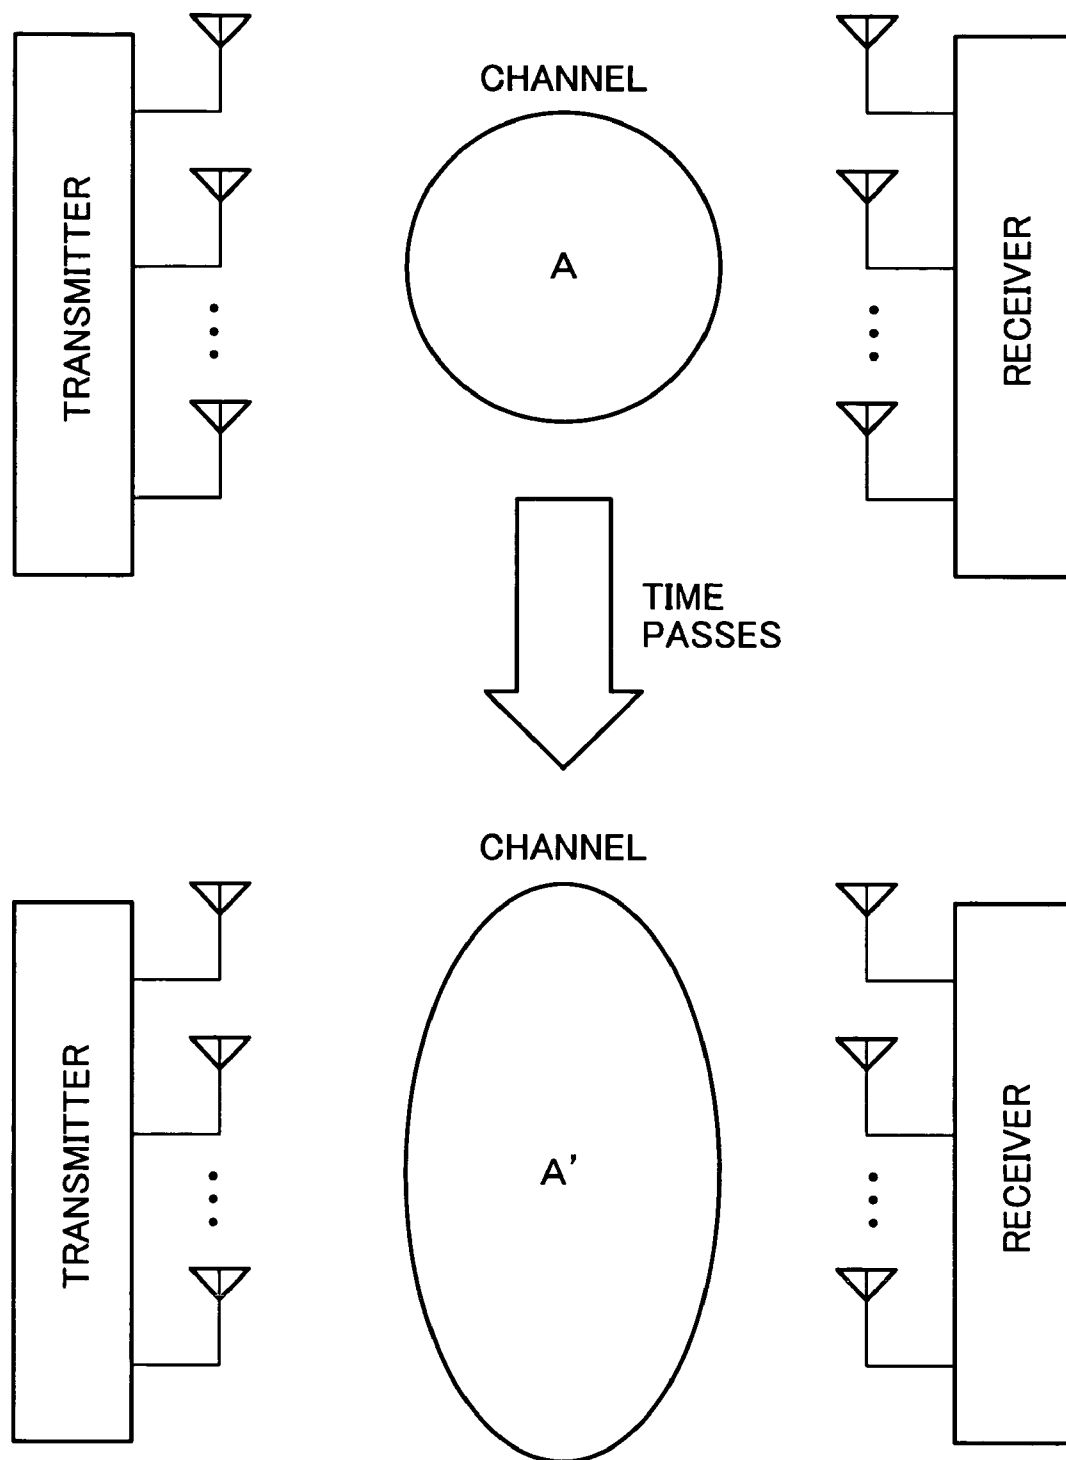 CHANNEL
TRANSMITTER
A
RECEIVER
TIME
PASSES
CHANNEL
TRANSMITTER
A'
RECEIVER